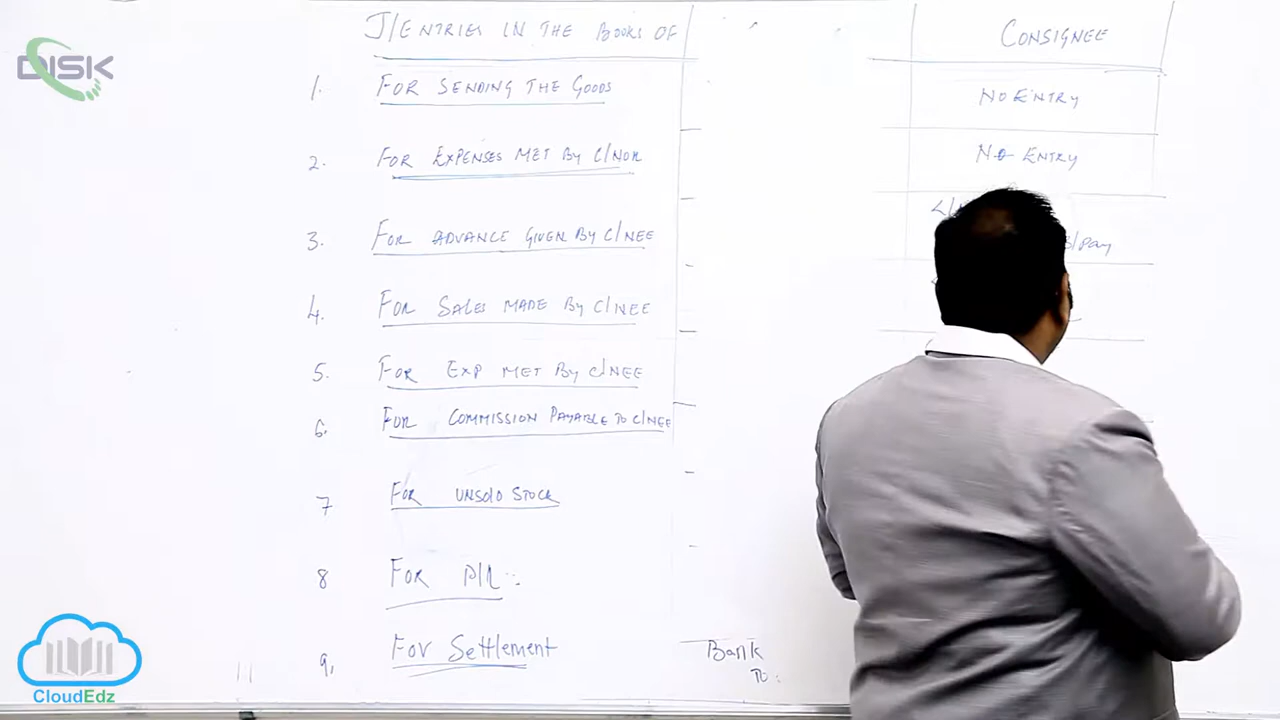 DISK
J/ENTRIES IN THE BOOKS OF
CONSIGNEE
1. FOR SENDING THE GOODS
NO ENTRY
2. FOR EXPENSES MET BY C/NOR
NO ENTRY
3. FOR ADVANCE GIVEN BY C/NEE
B/Pay
4. FOR SALES MADE BY C/NEE
5. FOR EXP MET BY C/NEE
6. FOR COMMISSION PAYABLE TO C/NEE
7 FOR UNSOLD STOCK
8 FOR P/L :-
9, For Settlement
Bank
To:
CloudEdz